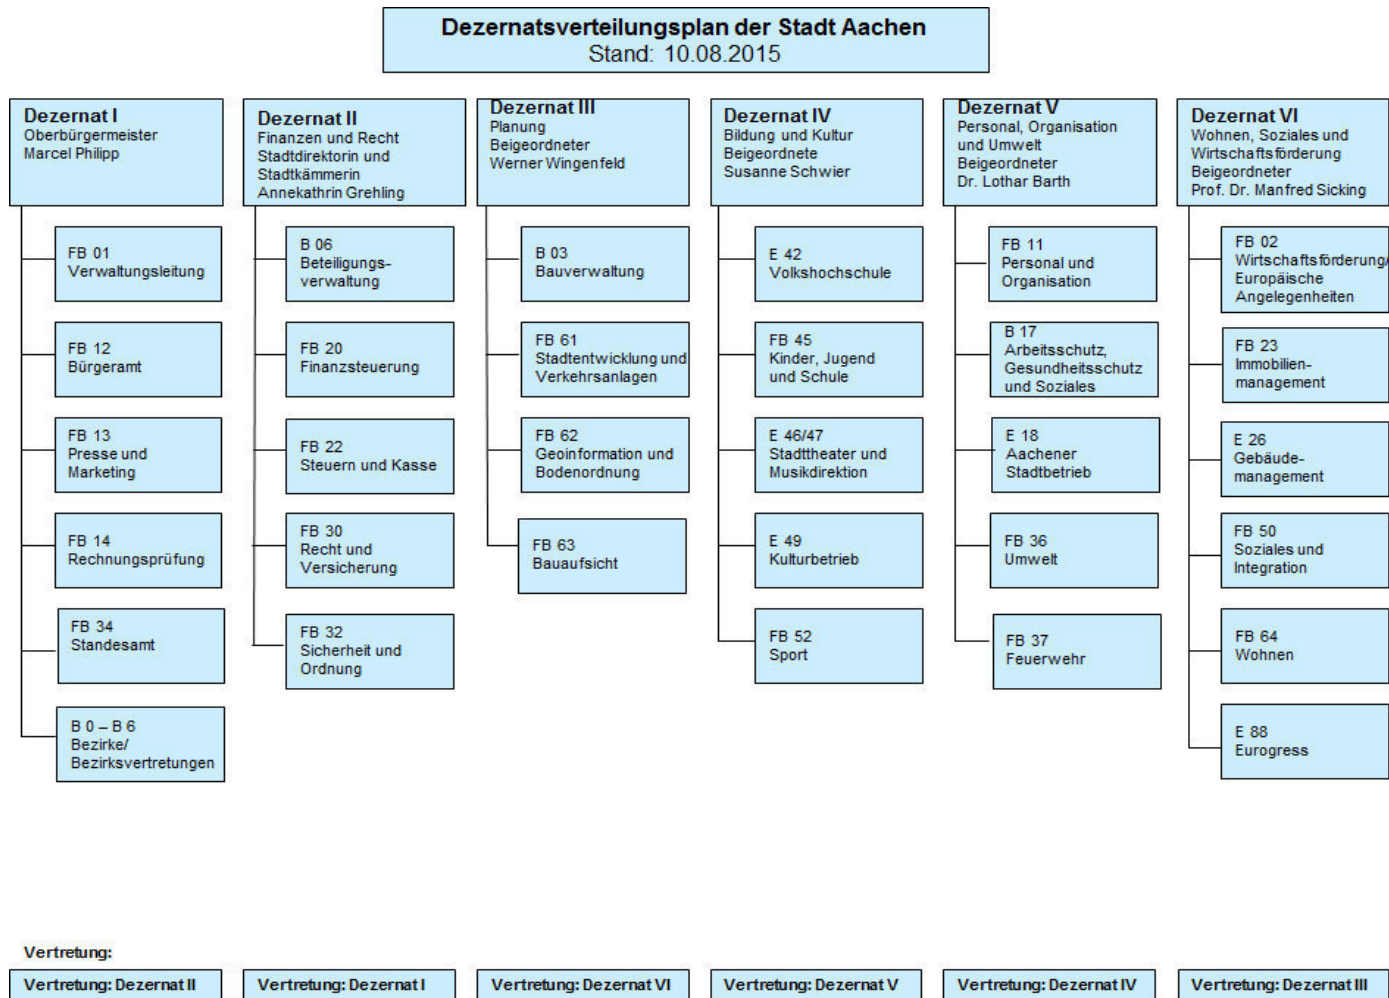 Dezernatsverteilungsplan der Stadt Aachen
Stand: 10.08.2015
Dezernat I
Oberbürgermeister
Marcel Philipp
FB 01
Verwaltungsleitung
FB 12
Bürgeramt
FB 13
Presse und
Marketing
FB 14
Rechnungsprüfung
FB 34
Standesamt
B 0 – B 6
Bezirke/
Bezirksvertretungen
Dezernat II
Finanzen und Recht
Stadtdirektorin und
Stadtkämmerin
Annekathrin Grehling
B 06
Beteiligungs-
verwaltung
FB 20
Finanzsteuerung
FB 22
Steuern und Kasse
FB 30
Recht und
Versicherung
FB 32
Sicherheit und
Ordnung
Dezernat III
Planung
Beigeordneter
Werner Wingenfeld
B 03
Bauverwaltung
FB 61
Stadtentwicklung und
Verkehrsanlagen
FB 62
Geoinformation und
Bodenordnung
FB 63
Bauaufsicht
Dezernat IV
Bildung und Kultur
Beigeordnete
Susanne Schwier
E 42
Volkshochschule
FB 45
Kinder, Jugend
und Schule
E 46/47
Stadttheater und
Musikdirektion
E 49
Kulturbetrieb
FB 52
Sport
Dezernat V
Personal, Organisation
und Umwelt
Beigeordneter
Dr. Lothar Barth
FB 11
Personal und
Organisation
B 17
Arbeitsschutz,
Gesundheitsschutz
und Soziales
E 18
Aachener
Stadtbetrieb
FB 36
Umwelt
FB 37
Feuerwehr
Dezernat VI
Wohnen, Soziales und
Wirtschaftsförderung
Beigeordneter
Prof. Dr. Manfred Sicking
FB 02
Wirtschaftsförderung/
Europäische
Angelegenheiten
FB 23
Immobilien-
management
E 26
Gebäude-
management
FB 50
Soziales und
Integration
FB 64
Wohnen
E 88
Eurogress
Vertretung:
Vertretung: Dezernat II
Vertretung: Dezernat I
Vertretung: Dezernat VI
Vertretung: Dezernat V
Vertretung: Dezernat IV
Vertretung: Dezernat III